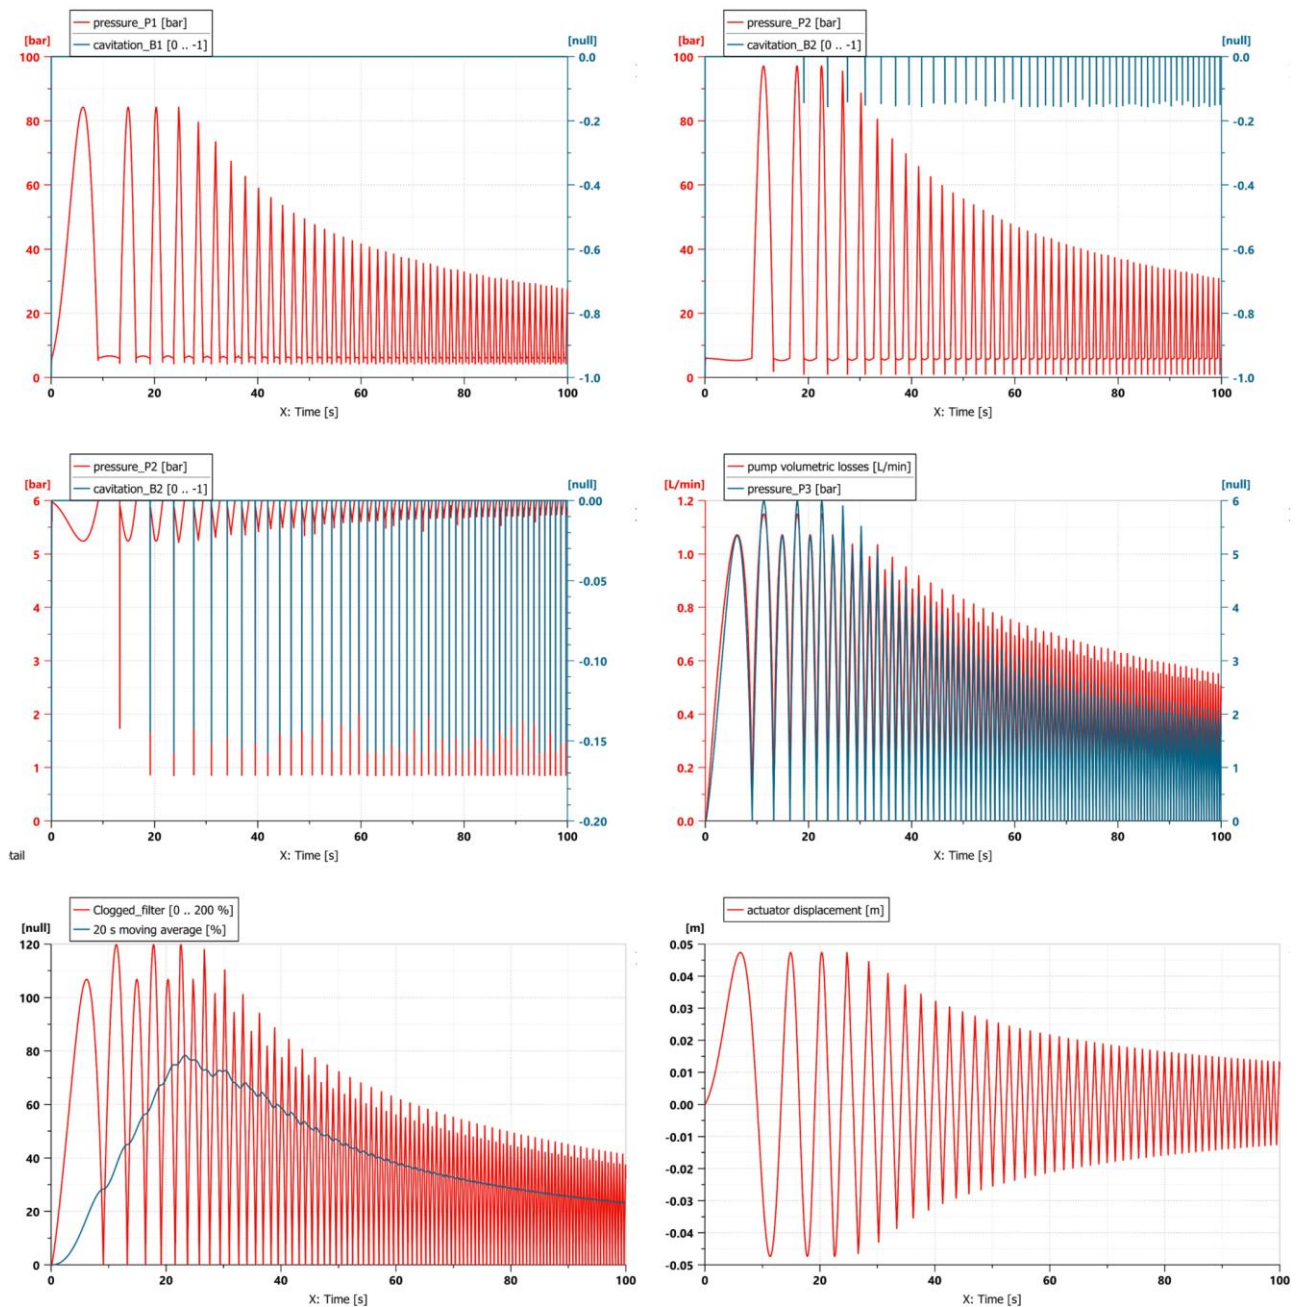 pressure_P1 [bar]
cavitation_B1 [0 .. -1]
[bar]
[null]
100
80
60
40
20
0
0.0
-0.2
-0.4
-0.6
-0.8
-1.0
0 20 40 60 80 100
X: Time [s]
pressure_P2 [bar]
cavitation_B2 [0 .. -1]
[bar]
[null]
100
80
60
40
20
0
0.0
-0.2
-0.4
-0.6
-0.8
-1.0
0 20 40 60 80 100
X: Time [s]
pressure_P2 [bar]
cavitation_B2 [0 .. -1]
[bar]
[null]
6
5
4
3
2
1
0
0.00
-0.05
-0.10
-0.15
-0.20
0 20 40 60 80 100
tail
X: Time [s]
pump volumetric losses [L/min]
pressure_P3 [bar]
[L/min]
[null]
1.2
1.0
0.8
0.6
0.4
0.2
0.0
6
5
4
3
2
1
0
0 20 40 60 80 100
X: Time [s]
Clogged_filter [0 .. 200 %]
20 s moving average [%]
[null]
120
100
80
60
40
20
0
0 20 40 60 80 100
X: Time [s]
actuator displacement [m]
[m]
0.05
0.04
0.03
0.02
0.01
0.00
-0.01
-0.02
-0.03
-0.04
-0.05
0 20 40 60 80 100
X: Time [s]